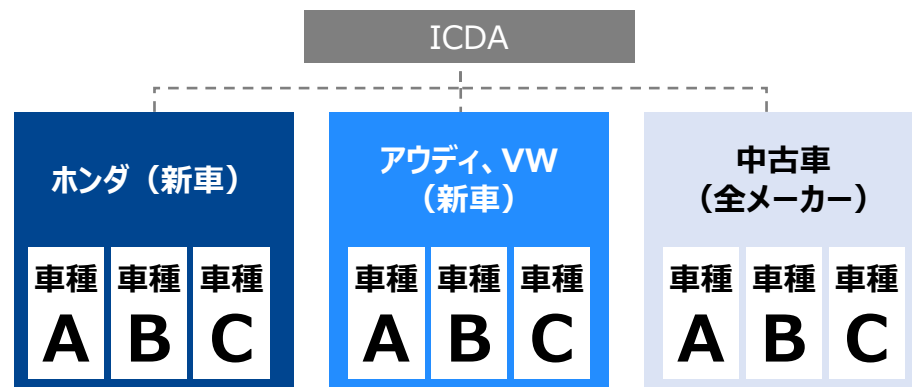 ICDA
ホンダ（新車）
アウディ、VW
（新車）
中古車
（全メーカー）
車種 車種 車種
A B C
車種 車種 車種
A B C
車種 車種 車種
A B C